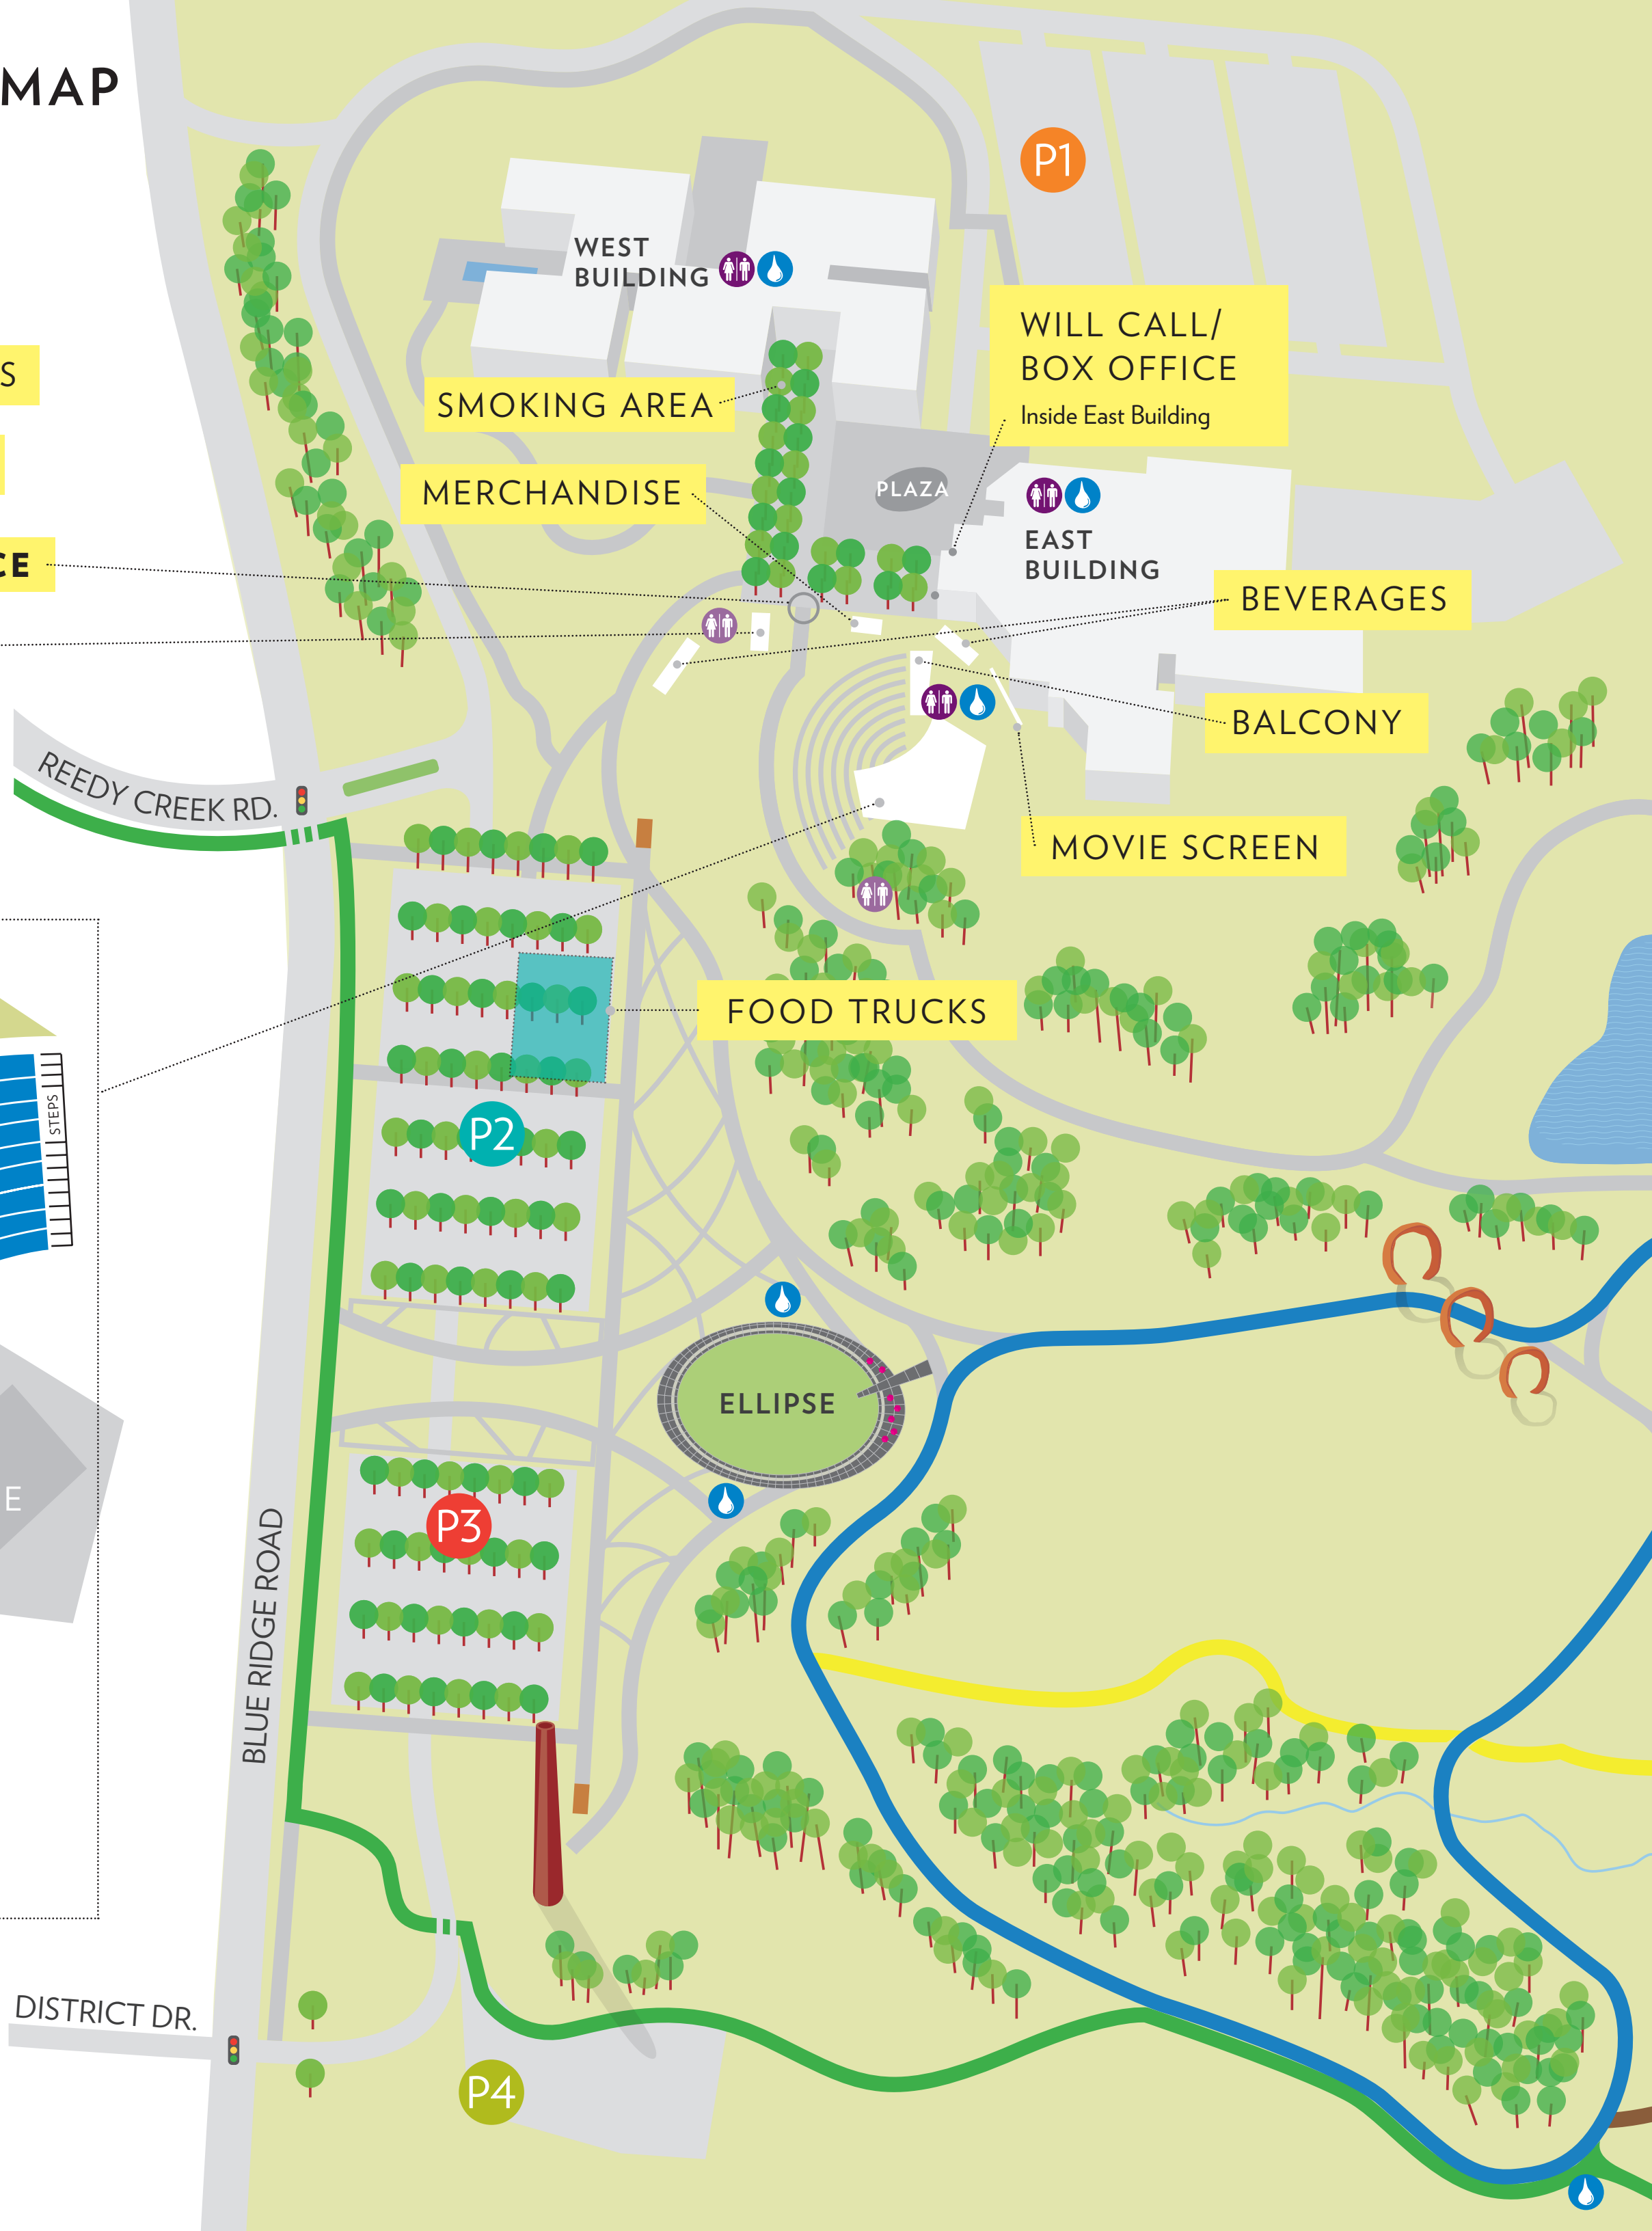 MAP
P1
WEST
BUILDING
WILL CALL/
BOX OFFICE
Inside East Building
S
SMOKING AREA
MERCHANDISE
PLAZA
EAST
BUILDING
CE
BEVERAGES
BALCONY
REEDY CREEK RD.
MOVIE SCREEN
FOOD TRUCKS
STEPS
P2
ELLIPSE
E
P3
BLUE RIDGE ROAD
DISTRICT DR.
P4